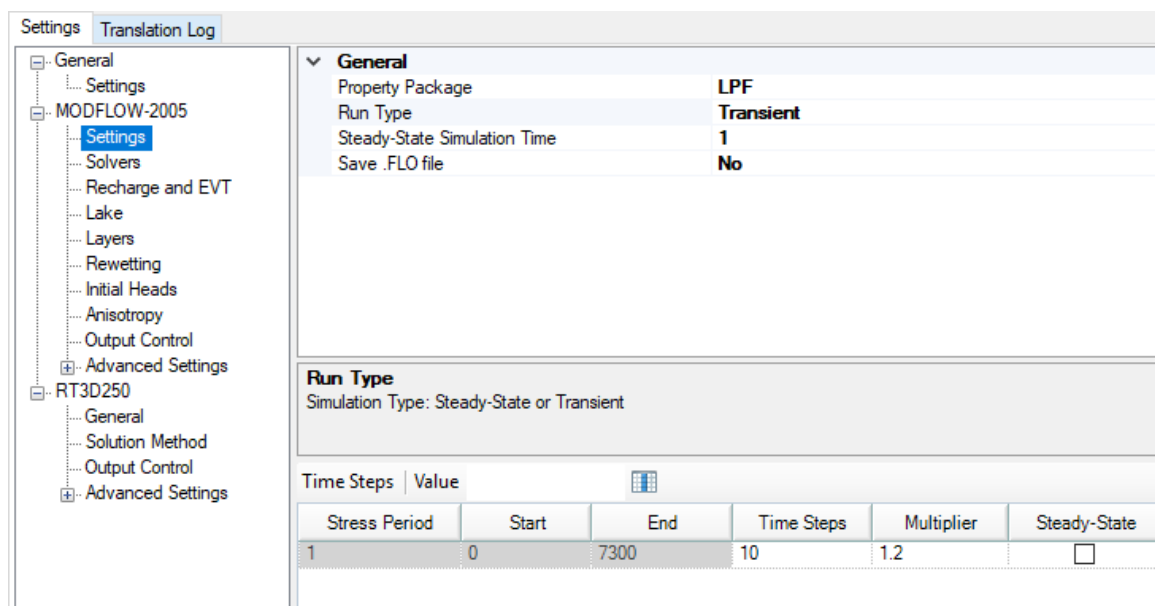 Settings Translation Log
General
Settings
MODFLOW-2005
Settings
Solvers
Recharge and EVT
Lake
Layers
Rewetting
Initial Heads
Anisotropy
Output Control
Advanced Settings
RT3D250
General
Solution Method
Output Control
Advanced Settings
General
Property Package LPF
Run Type Transient
Steady-State Simulation Time 1
Save .FLO file No
Run Type
Simulation Type: Steady-State or Transient
Time Steps Value
Stress Period Start End Time Steps Multiplier Steady-State
1 0 7300 10 1.2